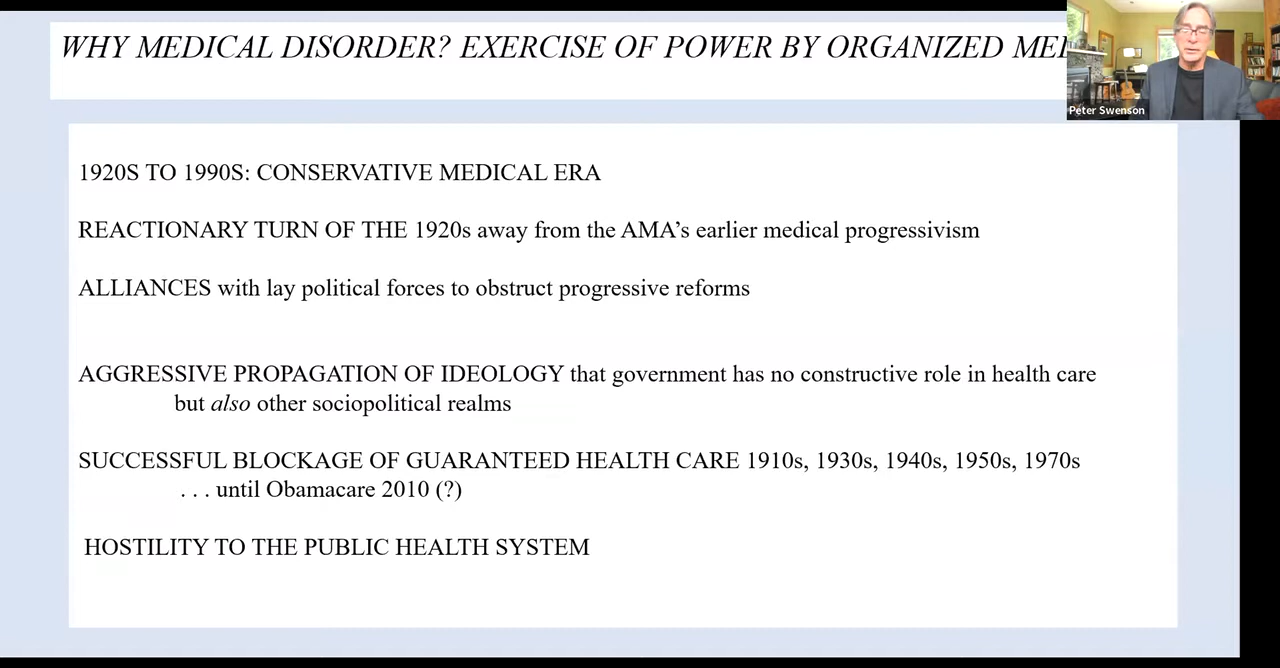 WHY MEDICAL DISORDER? EXERCISE OF POWER BY ORGANIZED
Peter Swenson
1920S TO 1990S: CONSERVATIVE MEDICAL ERA
REACTIONARY TURN OF THE 1920s away from the AMA’s earlier medical progressivism
ALLIANCES with lay political forces to obstruct progressive reforms
AGGRESSIVE PROPAGATION OF IDEOLOGY that government has no constructive role in health care
but also other sociopolitical realms
SUCCESSFUL BLOCKAGE OF GUARANTEED HEALTH CARE 1910s, 1930s, 1940s, 1950s, 1970s
. . . until Obamacare 2010 (?)
HOSTILITY TO THE PUBLIC HEALTH SYSTEM